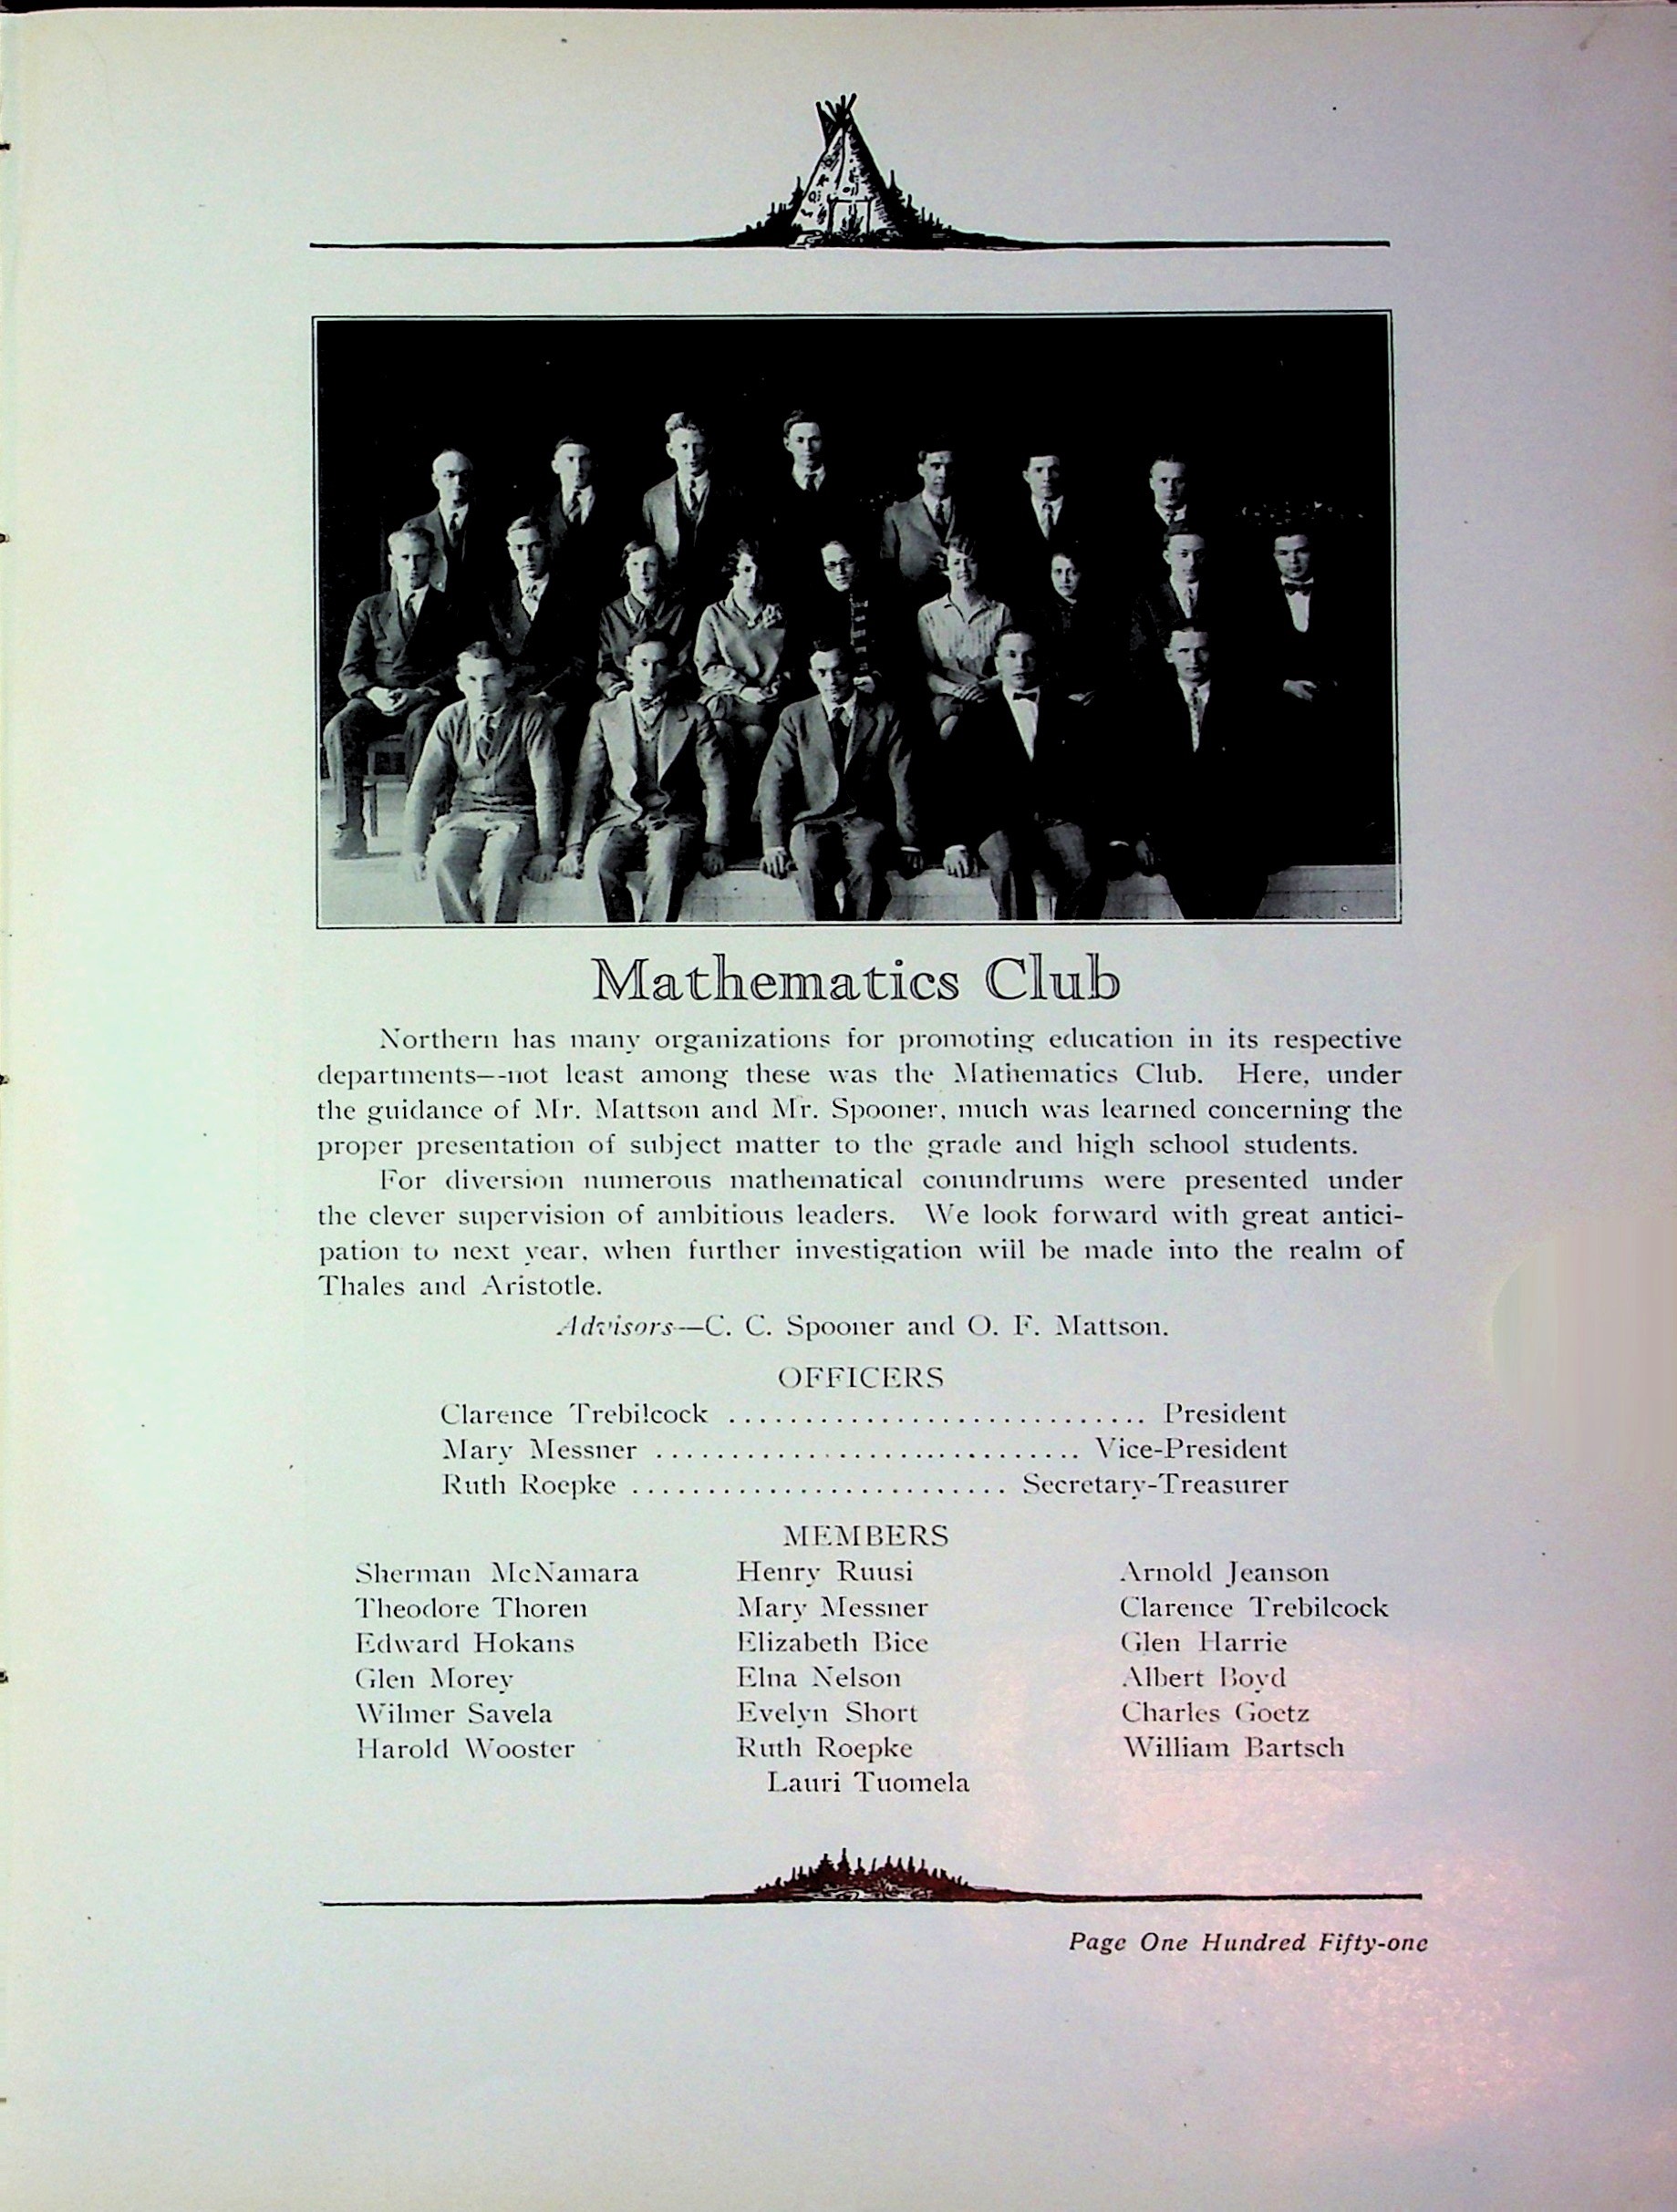 Mathematics Club
Northern has many organizations for promoting education in its respective
departments—-not least among these was the Mathematics Club. Here, under
the guidance of Mr. Mattson and Mr. Spooner, much was learned concerning the
proper presentation of subject matter to the grade and high school students.
For diversion numerous mathematical conundrums were presented under
the clever supervision of ambitious leaders. We look forward with great antici-
pation to next year, when further investigation will be made into the realm of
Thales and Aristotle.
Advisors—C. C. Spooner and O. F. Mattson.
OFFICERS
Clarence Trebilcock ............................ President
Mary Messner ............................ Vice-President
Ruth Roepke ......................... Secretary-Treasurer
MEMBERS
Sherman McNamara Henry Ruusi Arnold Jeanson
Theodore Thoren Mary Messner Clarence Trebilcock
Edward Hokans Elizabeth Bice Glen Harrie
Glen Morey Elna Nelson Albert Boyd
Wilmer Savela Evelyn Short Charles Goetz
Harold Wooster Ruth Roepke William Bartsch
Lauri Tuomela
Page One Hundred Fifty-one